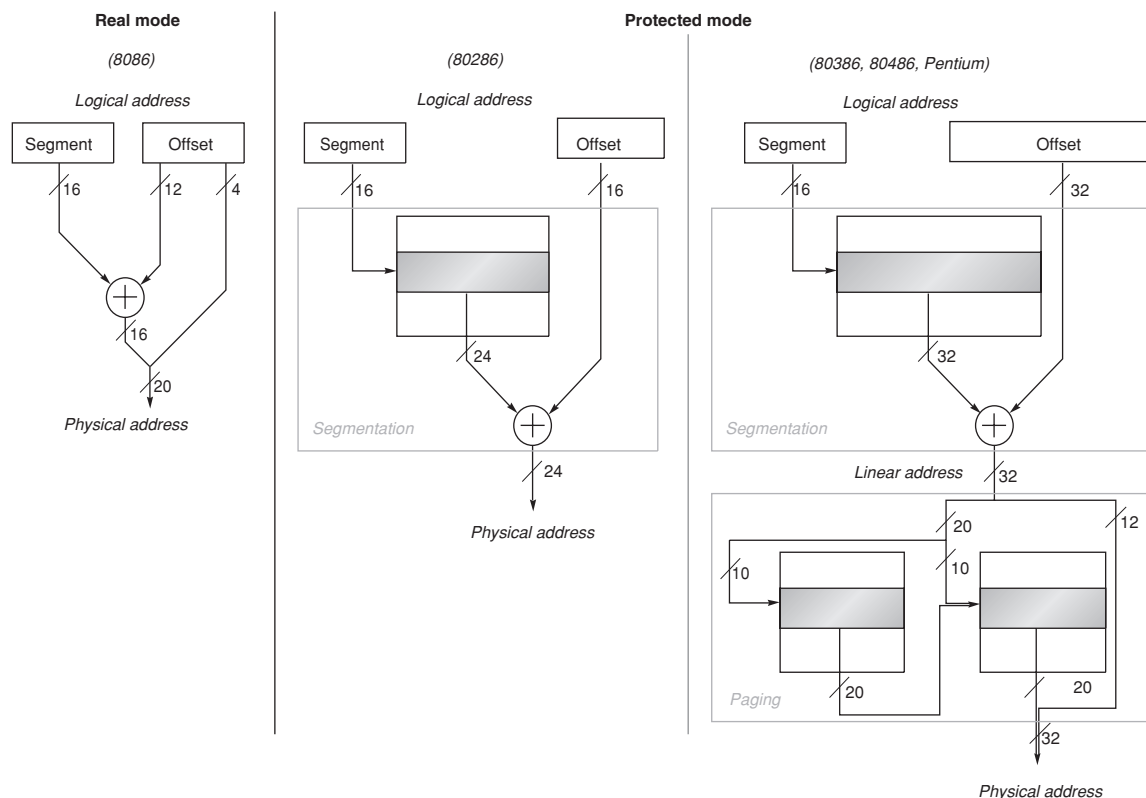 Real mode
Protected mode
(8086)
(80286)
(80386, 80486, Pentium)
Logical address
Logical address
Logical address
Segment
Offset
Segment
Offset
Segment
Offset
16
12
4
16
16
16
32
16
20
Physical address
24
Segmentation
24
Physical address
32
Segmentation
Linear address
32
20
12
10
10
20
20
Paging
32
Physical address